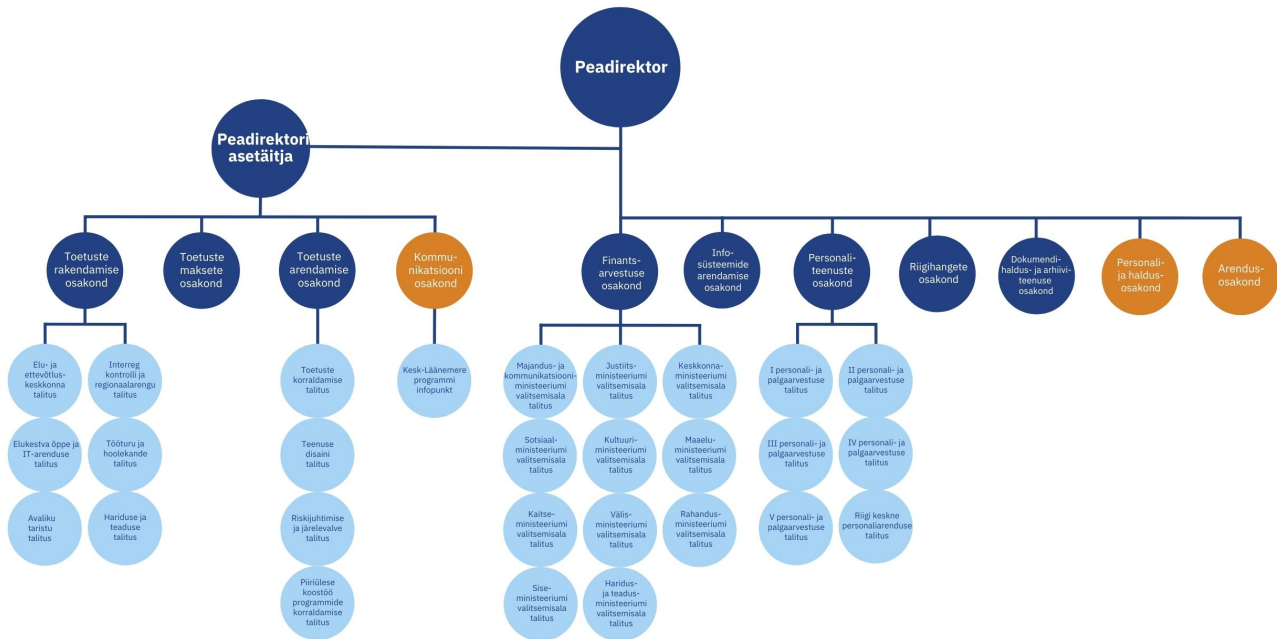 Peadirektor
Peadirektori
asetäitja
Toetuste
rakendamise
osakond
Toetuste
maksete
osakond
Toetuste
arendamise
osakond
Kommu-
nikatsiooni
osakond
Finants-
arvestuse
osakond
Info-
süsteemide
arendamise
osakond
Personali-
teenuste
osakond
Riigihangete
osakond
Dokumendi-
haldus- ja arhiivi-
teenuse
osakond
Personali-
ja haldus-
osakond
Arendus-
osakond
Elu- ja
ettevõtlus-
keskkonna
talitus
Interreg
kontrolli ja
regionaalarengu
talitus
Elukestva õppe ja
IT-arenduse
talitus
Tööturu ja
hoolekande
talitus
Avaliku
taristu
talitus
Hariduse ja
teaduse
talitus
Toetuste
korraldamise
talitus
Teenuse
disaini
talitus
Riskijuhtimise
ja järelevalve
talitus
Piiriülese
koostöö
programmide
korraldamise
talitus
Kesk-Läänemere
programmi
infopunkt
Majandus- ja
kommunikatsiooni-
ministeeriumi
valitsemisala
talitus
Justiits-
ministeeriumi
valitsemisala
talitus
Keskkonna-
ministeeriumi
valitsemisala
talitus
Sotsiaal-
ministeeriumi
valitsemisala
talitus
Kultuuri-
ministeeriumi
valitsemisala
talitus
Maaelu-
ministeeriumi
valitsemisala
talitus
Kaitse-
ministeeriumi
valitsemisala
talitus
Välis-
ministeeriumi
valitsemisala
talitus
Rahandus-
ministeeriumi
valitsemisala
talitus
Sise-
ministeeriumi
valitsemisala
talitus
Haridus-
ja teadus-
ministeeriumi
valitsemisala
talitus
I personali- ja
palgaarvestuse
talitus
II personali- ja
palgaarvestuse
talitus
III personali- ja
palgaarvestuse
talitus
IV personali- ja
palgaarvestuse
talitus
V personali- ja
palgaarvestuse
talitus
Riigi keskne
personaliarenduse
talitus